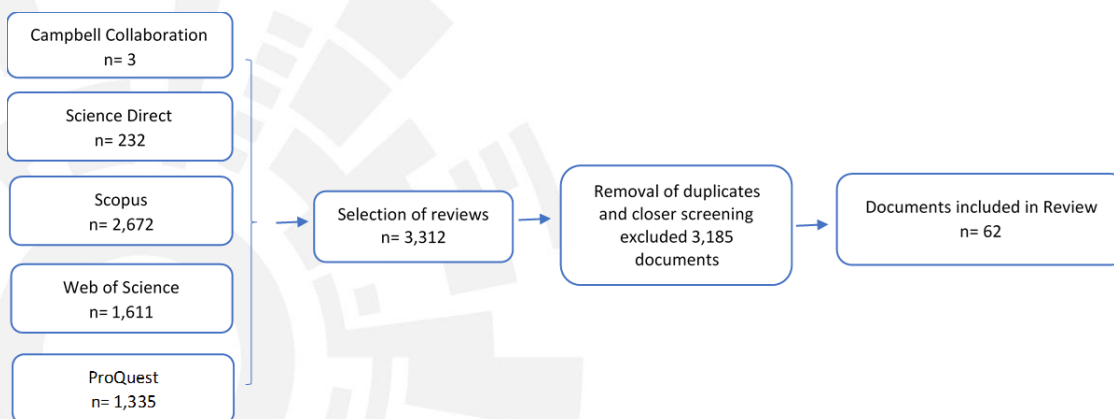 Campbell Collaboration
n= 3
Science Direct
n= 232
Scopus
n= 2,672
Web of Science
n= 1,611
ProQuest
n= 1,335
Selection of reviews
n= 3,312
Removal of duplicates
and closer screening
excluded 3,185
documents
Documents included in Review
n= 62